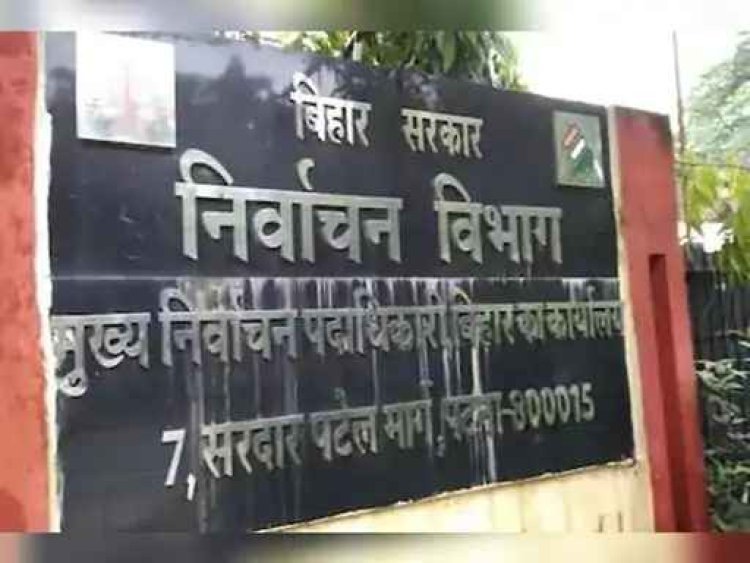 बिहार सरकार
निर्वाचन विभाग
मुख्य निर्वाचन पदाधिकारी, बिहार का कार्यालय
7, सरदार पटेल मार्ग, पटना-800015